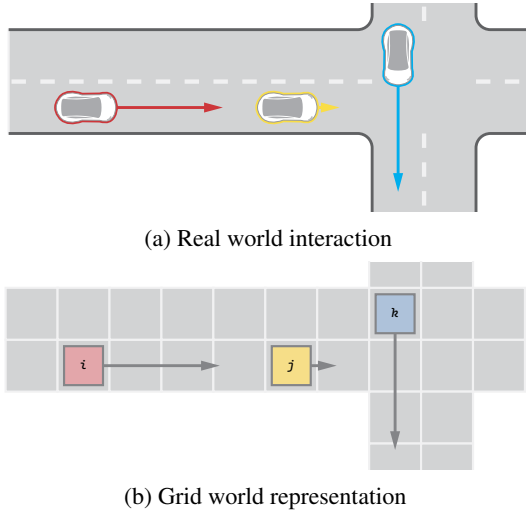 (a) Real world interaction
k
i
j
(b) Grid world representation